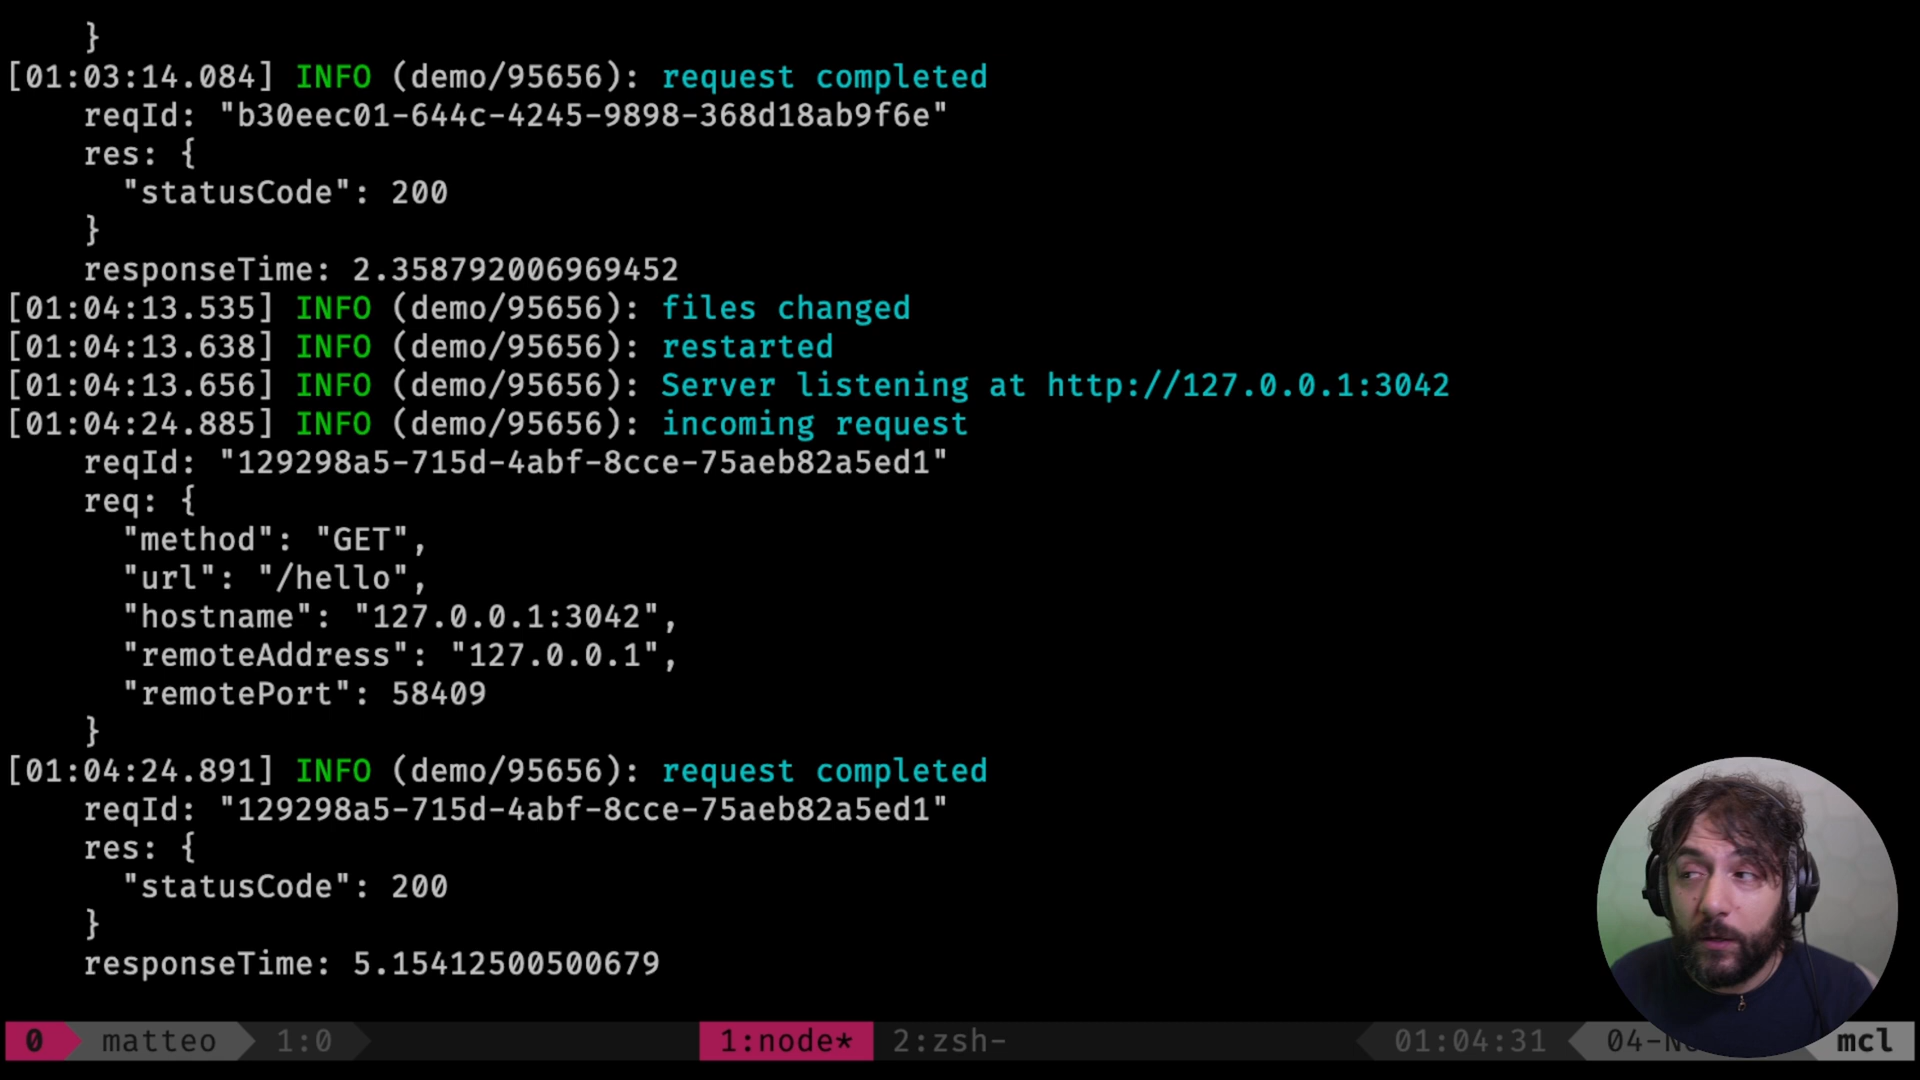 }
[01:03:14.084] INFO (demo/95656): request completed
reqId: "b30eec01-644c-4245-9898-368d18ab9f6e"
res: {
"statusCode": 200
}
responseTime: 2.358792006969452
[01:04:13.535] INFO (demo/95656): files changed
[01:04:13.638] INFO (demo/95656): restarted
[01:04:13.656] INFO (demo/95656): Server listening at http://127.0.0.1:3042
[01:04:24.885] INFO (demo/95656): incoming request
reqId: "129298a5-715d-4abf-8cce-75aeb82a5ed1"
req: {
"method": "GET",
"url": "/hello",
"hostname": "127.0.0.1:3042",
"remoteAddress": "127.0.0.1",
"remotePort": 58409
}
[01:04:24.891] INFO (demo/95656): request completed
reqId: "129298a5-715d-4abf-8cce-75aeb82a5ed1"
res: {
"statusCode": 200
}
responseTime: 5.15412500500679
0 matteo 1:0 1:node* 2:zsh- 01:04:31 mcl